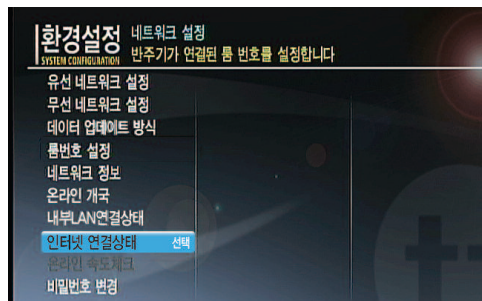 환경설정
SYSTEM CONFIGURATION
네트워크 설정
반주기가 연결된 룸 번호를 설정합니다
유선 네트워크 설정
무선 네트워크 설정
데이터 업데이트 방식
룸번호 설정
네트워크 정보
온라인 개국
내부LAN연결상태
인터넷 연결상태 선택
온라인 속도체크
비밀번호 변경